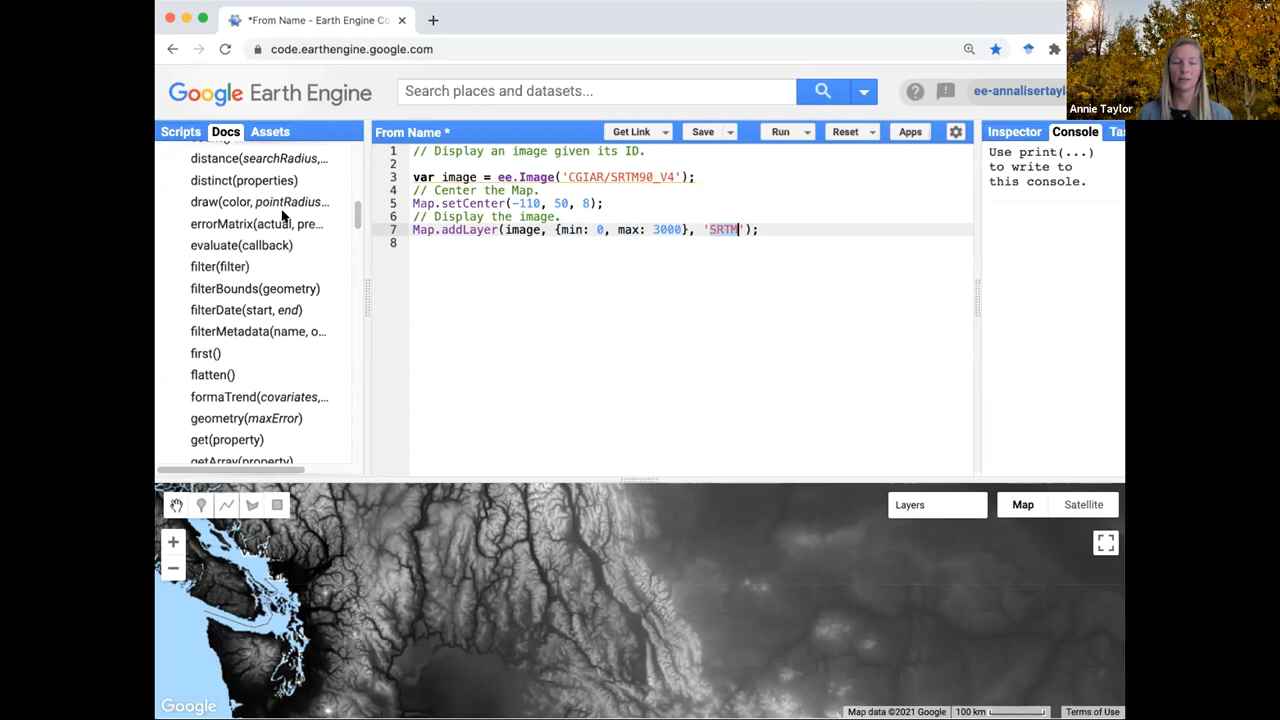 *From Name - Earth Engine Co
code.earthengine.google.com
Google Earth Engine
Search places and datasets...
ee-annalisertayl
Annie Taylor
Scripts Docs Assets
distance(searchRadius,...
distinct(properties)
draw(color, pointRadius...
errorMatrix(actual, pre...
evaluate(callback)
filter(filter)
filterBounds(geometry)
filterDate(start, end)
filterMetadata(name, o...
first()
flatten()
formaTrend(covariates,...
geometry(maxError)
get(property)
getArray(property)
From Name *
Get Link
Save
Run
Reset
Apps
1 // Display an image given its ID.
2
3 var image = ee.Image('CGIAR/SRTM90_V4');
4 // Center the Map.
5 Map.setCenter(-110, 50, 8);
6 // Display the image.
7 Map.addLayer(image, {min: 0, max: 3000}, 'SRTM');
8
Inspector Console Ta
Use print(...)
to write to
this console.
Layers
Map
Satellite
Google
Map data ©2021 Google
100 km
Terms of Use